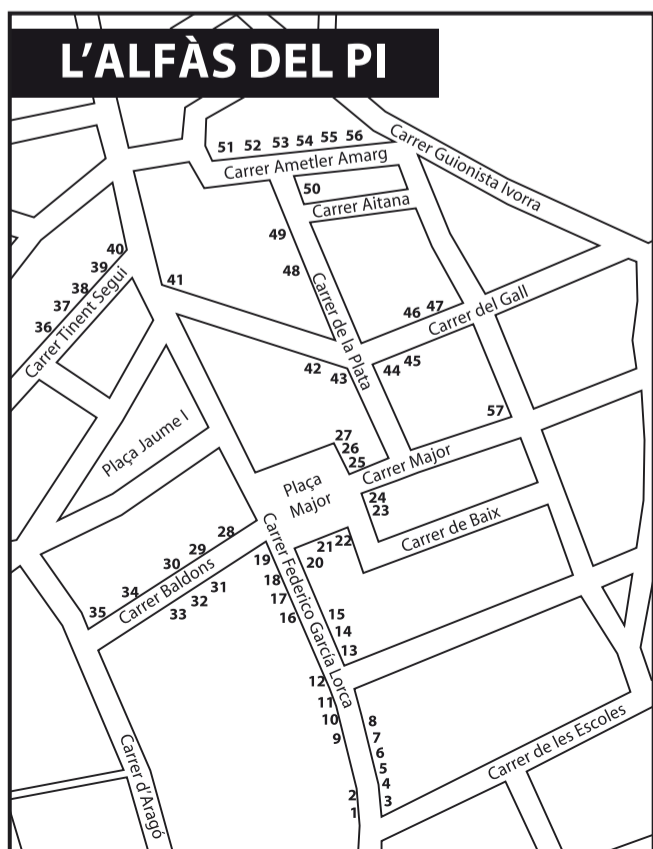 L'ALFÀS DEL PI
51 52 53 54 55 56
Carrer Ametler Amarg
Carrer Guionista Ivorra
50
Carrer Aitana
49
48
Carrer de la Plata
40
39
38
37
36
Carrer Tinent Segui
41
46 47
Carrer del Gall
42
43
44
45
57
Plaça Jaume I
27
26
25
Carrer Major
Plaça
Major
24
23
Carrer de Baix
22
21
20
28
29
30
34
35
Carrer Baldons
31
32
33
19
18
17
16
Carrer Federico García Lorca
15
14
13
12
11
10
9
8
7
6
5
4
3
2
1
Carrer de les Escoles
Carrer d'Aragó